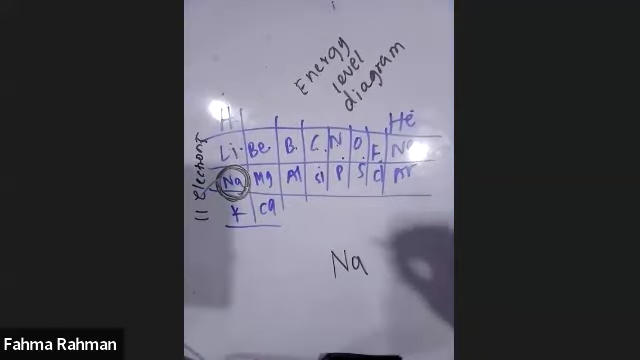 Energy
level
diagram
H He
Li Be B C N O F Ne
Na Mg Al Si P S Cl Ar
K Ca
11 electrons
Na
Fahma Rahman